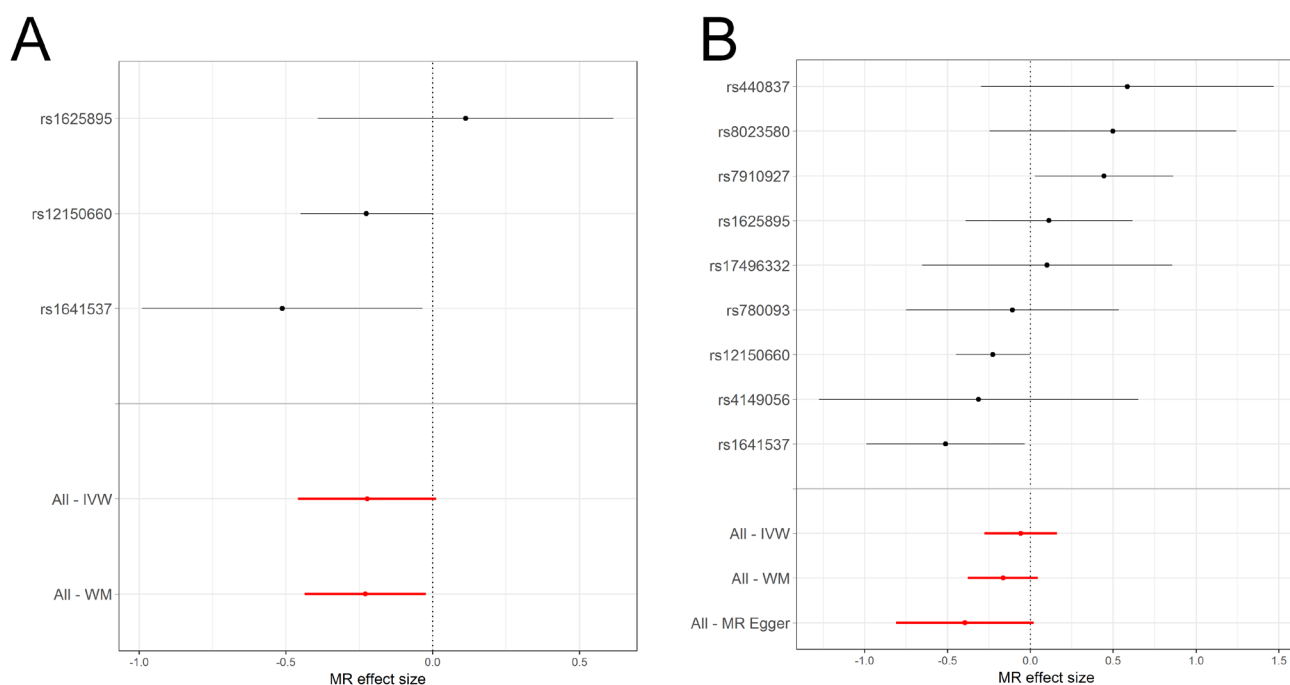 A
rs1625895
rs12150660
rs1641537
All - IVW
All - WM
-1.0 -0.5 0.0 0.5
MR effect size
B
rs440837
rs8023580
rs7910927
rs1625895
rs17496332
rs780093
rs12150660
rs4149056
rs1641537
All - IVW
All - WM
All - MR Egger
-1.0 -0.5 0.0 0.5 1.0 1.5
MR effect size